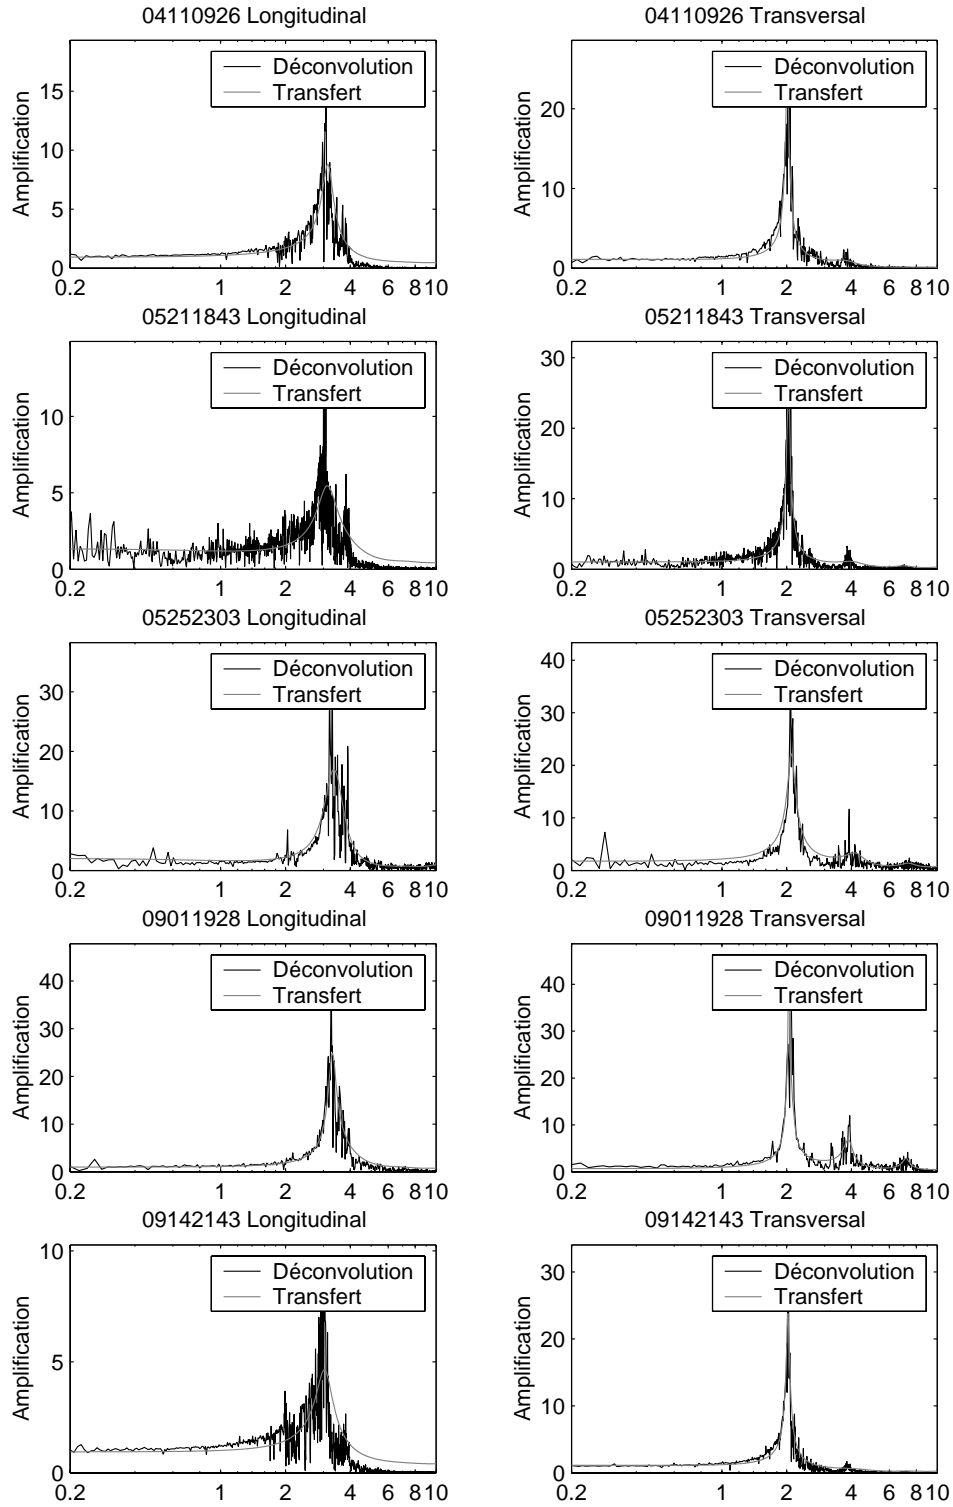 04110926 Longitudinal
Amplification
15
10
5
0
Déconvolution
Transfert
0.2 1 2 4 6 8 10
04110926 Transversal
Amplification
20
10
0
Déconvolution
Transfert
0.2 1 2 4 6 8 10
05211843 Longitudinal
Amplification
10
5
0
Déconvolution
Transfert
0.2 1 2 4 6 8 10
05211843 Transversal
Amplification
30
20
10
0
Déconvolution
Transfert
0.2 1 2 4 6 8 10
05252303 Longitudinal
Amplification
30
20
10
0
Déconvolution
Transfert
0.2 1 2 4 6 8 10
05252303 Transversal
Amplification
40
30
20
10
0
Déconvolution
Transfert
0.2 1 2 4 6 8 10
09011928 Longitudinal
Amplification
40
30
20
10
0
Déconvolution
Transfert
0.2 1 2 4 6 8 10
09011928 Transversal
Amplification
40
30
20
10
0
Déconvolution
Transfert
0.2 1 2 4 6 8 10
09142143 Longitudinal
Amplification
10
5
0
Déconvolution
Transfert
0.2 1 2 4 6 8 10
09142143 Transversal
Amplification
30
20
10
0
Déconvolution
Transfert
0.2 1 2 4 6 8 10